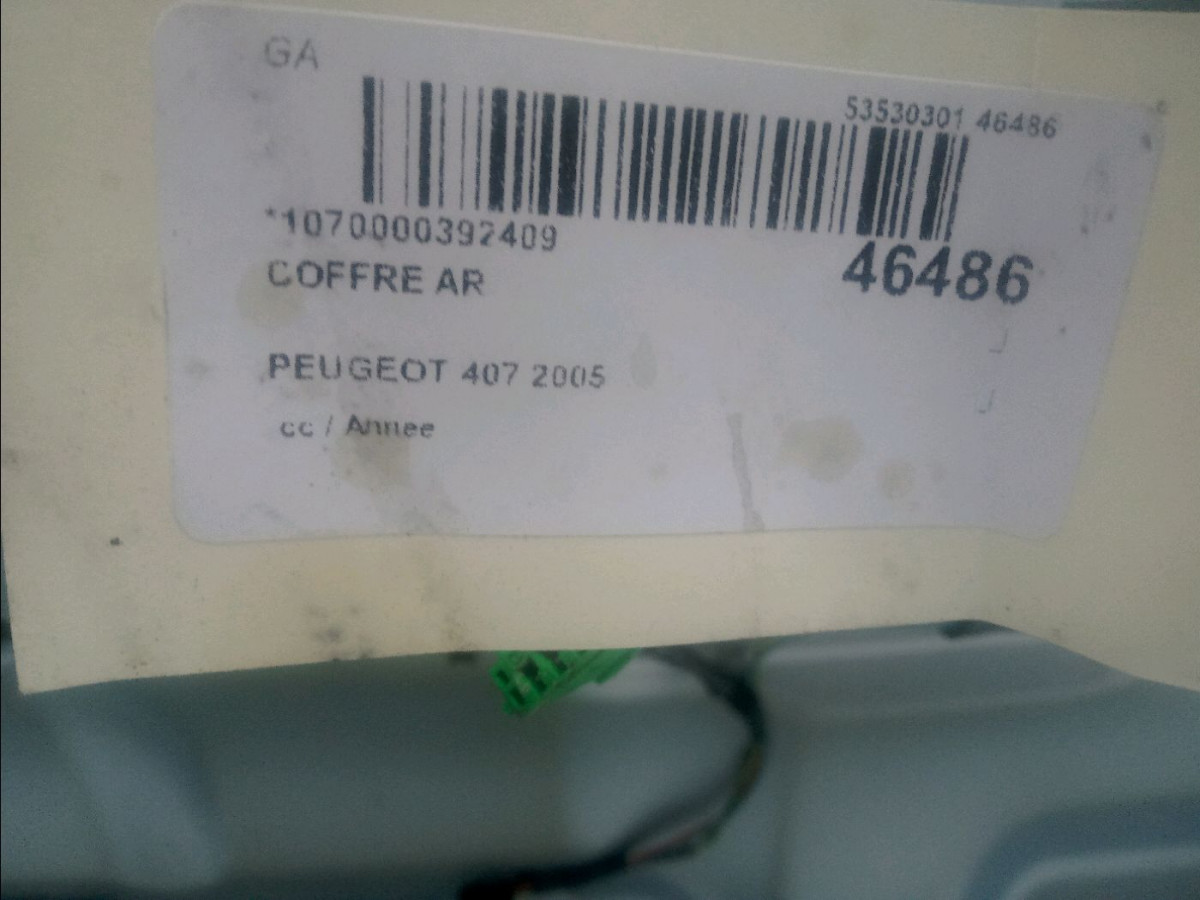 GA
53530301 46486
*1070000392409
46486
COFFRE AR
PEUGEOT 407 2005
cc / Annee